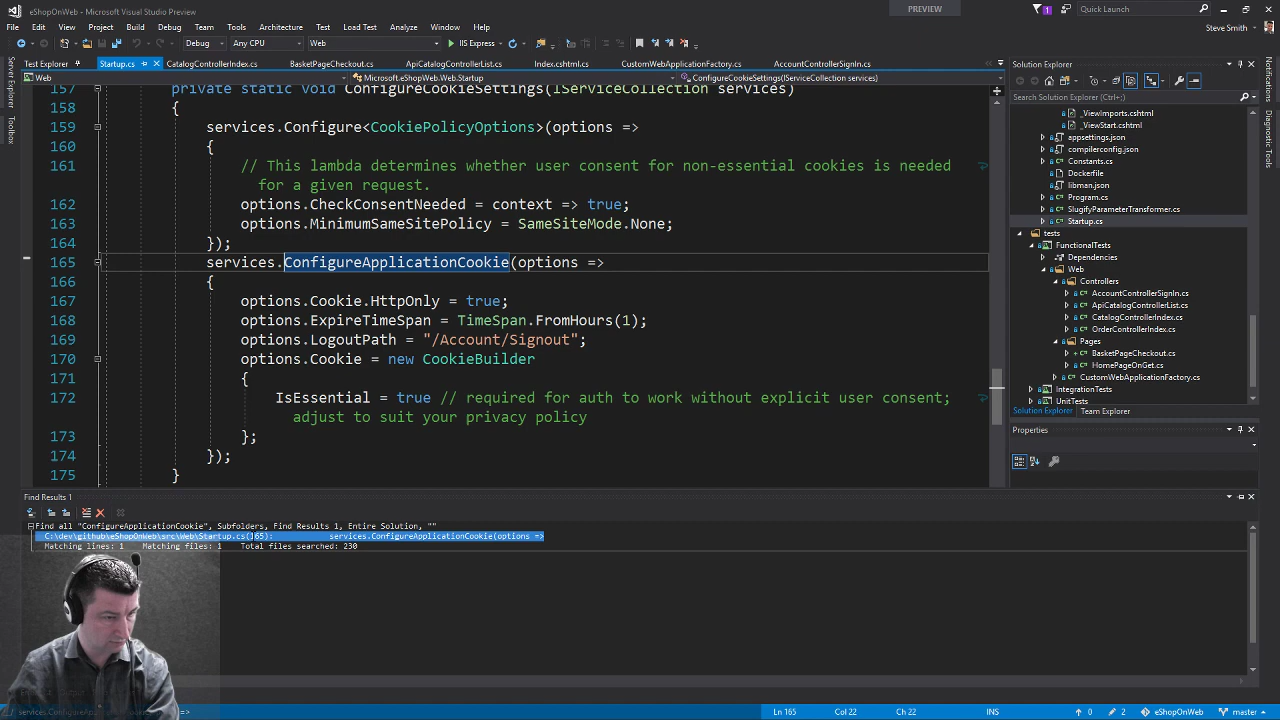 eShopOnWeb - Microsoft Visual Studio Preview
PREVIEW
1
Quick Launch
File Edit View Project Build Debug Team Tools Architecture Test Load Test Analyze Window Help
Steve Smith
Debug Any CPU Web IIS Express
Test Explorer Startup.cs CatalogControllerIndex.cs BasketPageCheckout.cs ApiCatalogControllerList.cs Index.cshtml.cs CustomWebApplicationFactory.cs AccountControllerSignIn.cs
Web Microsoft.eShopWeb.Web.Startup ConfigureCookieSettings(IServiceCollection services)
Server Explorer
Toolbox
157 private static void ConfigureCookieSettings(IServiceCollection services)
158 {
159 services.Configure<CookiePolicyOptions>(options =>
160 {
161 // This lambda determines whether user consent for non-essential cookies is needed
for a given request.
162 options.CheckConsentNeeded = context => true;
163 options.MinimumSameSitePolicy = SameSiteMode.None;
164 });
165 services.ConfigureApplicationCookie(options =>
166 {
167 options.Cookie.HttpOnly = true;
168 options.ExpireTimeSpan = TimeSpan.FromHours(1);
169 options.LogoutPath = "/Account/Signout";
170 options.Cookie = new CookieBuilder
171 {
172 IsEssential = true // required for auth to work without explicit user consent;
adjust to suit your privacy policy
173 };
174 });
175 }
Solution Explorer
Search Solution Explorer (Ctrl+;)
_ViewImports.cshtml
_ViewStart.cshtml
appsettings.json
compilerconfig.json
Constants.cs
Dockerfile
libman.json
Program.cs
SlugifyParameterTransformer.cs
Startup.cs
tests
FunctionalTests
Dependencies
Web
Controllers
AccountControllerSignIn.cs
ApiCatalogControllerList.cs
CatalogControllerIndex.cs
OrderControllerIndex.cs
Pages
BasketPageCheckout.cs
HomePageOnGet.cs
CustomWebApplicationFactory.cs
IntegrationTests
UnitTests
Solution Explorer Team Explorer
Properties
Notifications
Diagnostic Tools
Find Results 1
Find all "ConfigureApplicationCookie", Subfolders, Find Results 1, Entire Solution, ""
C:\dev\github\eShopOnWeb\src\Web\Startup.cs(165): services.ConfigureApplicationCookie(options =>
Matching lines: 1 Matching files: 1 Total files searched: 230
Ln 165 Col 22 Ch 22 INS 0 2 eShopOnWeb master